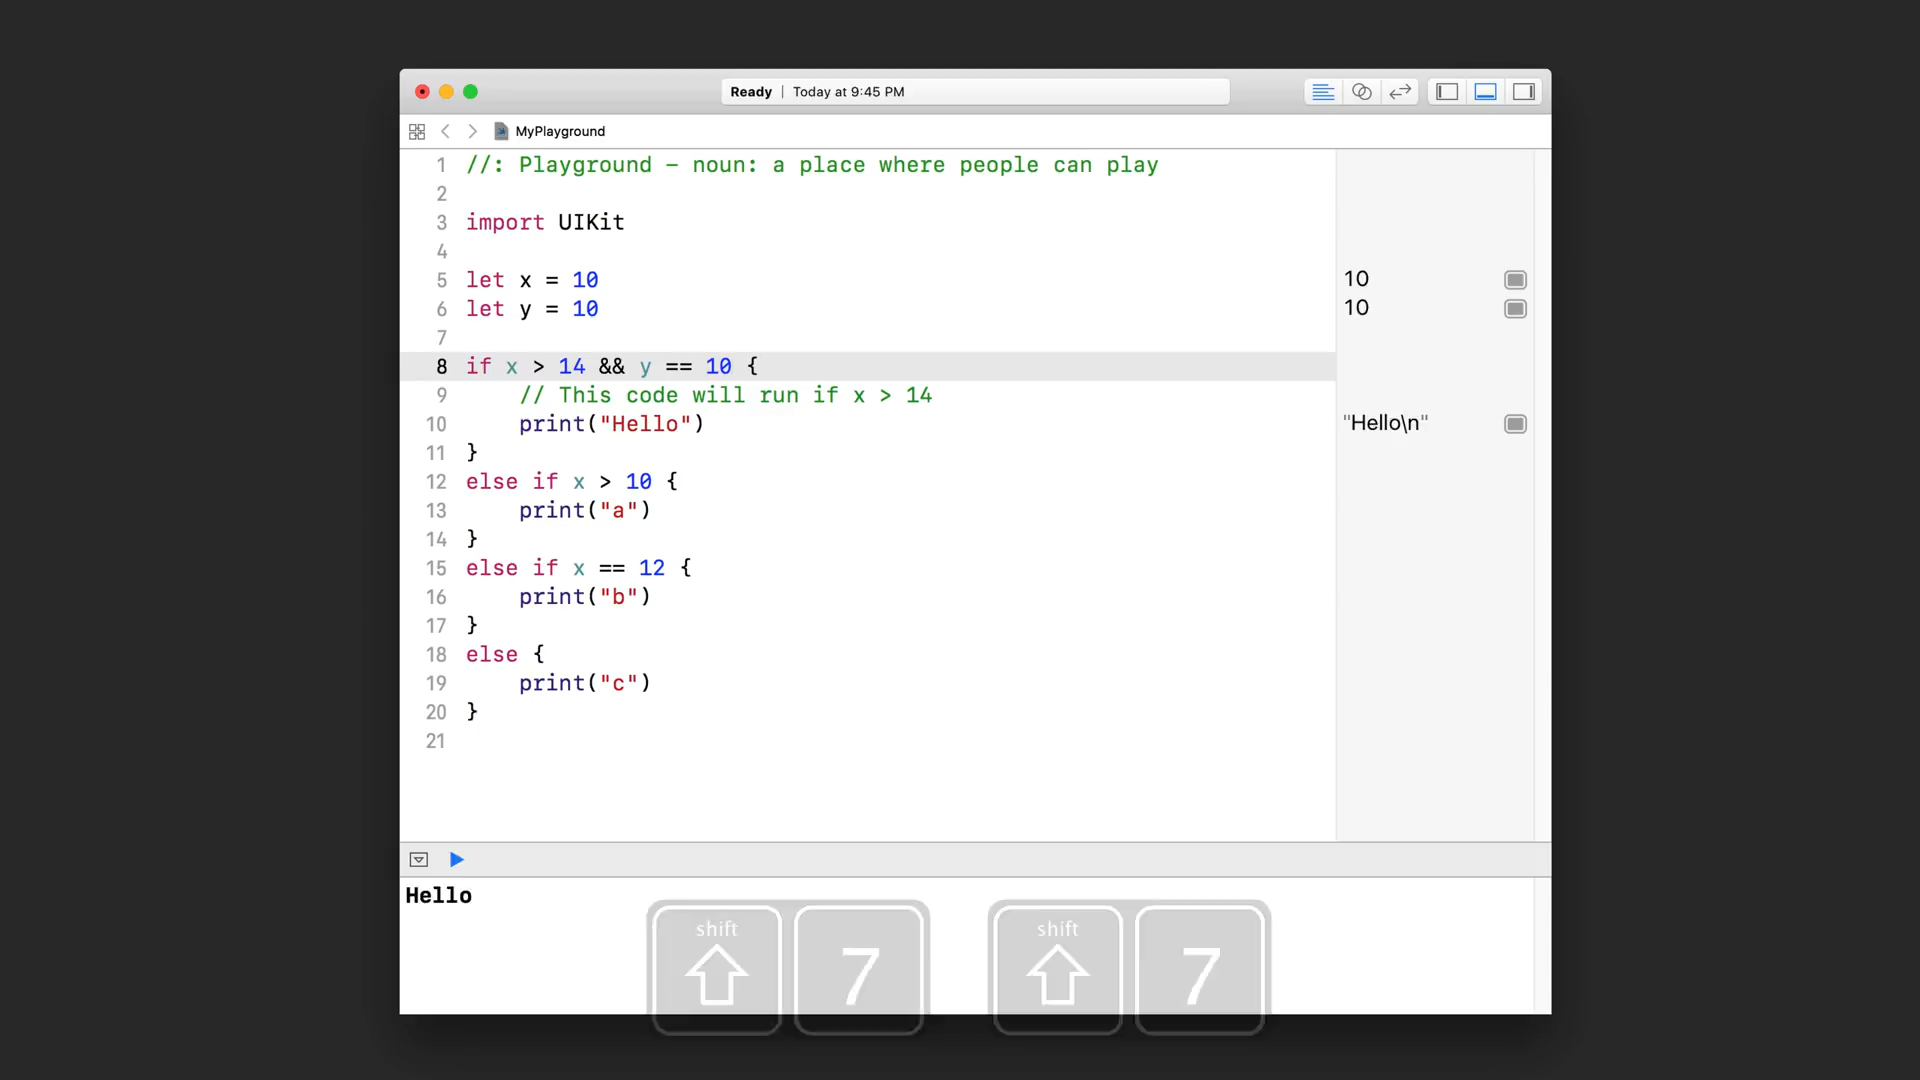 Ready | Today at 9:45 PM
MyPlayground
1 //: Playground – noun: a place where people can play
2
3 import UIKit
4
5 let x = 10 10
6 let y = 10 10
7
8 if x > 14 && y == 10 {
9 // This code will run if x > 14
10 print("Hello") "Hello\n"
11 }
12 else if x > 10 {
13 print("a")
14 }
15 else if x == 12 {
16 print("b")
17 }
18 else {
19 print("c")
20 }
21
Hello
shift 7 shift 7